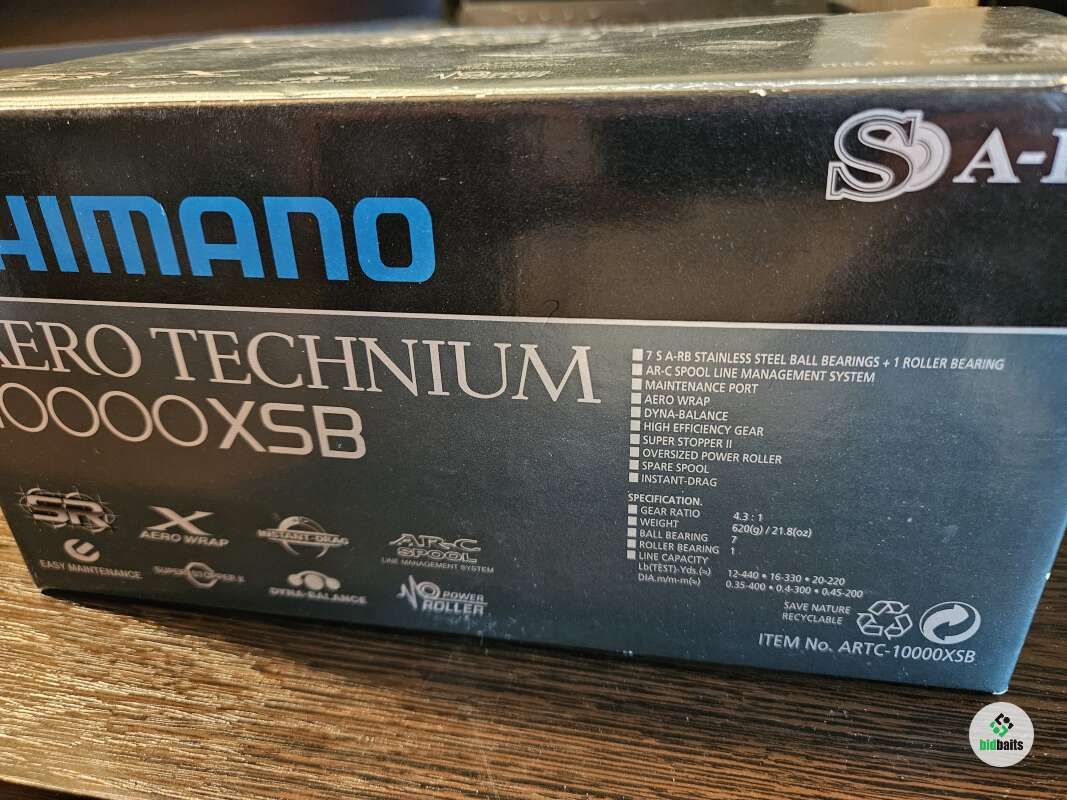 S A-
HIMANO
AERO TECHNIUM
10000XSB
7 S A-RB STAINLESS STEEL BALL BEARINGS + 1 ROLLER BEARING
AR-C SPOOL LINE MANAGEMENT SYSTEM
MAINTENANCE PORT
AERO WRAP
DYNA-BALANCE
HIGH EFFICIENCY GEAR
SUPER STOPPER II
OVERSIZED POWER ROLLER
SPARE SPOOL
INSTANT-DRAG
SPECIFICATION.
GEAR RATIO 4.3 : 1
WEIGHT 620(g) / 21.8(oz)
BALL BEARING 7
ROLLER BEARING 1
LINE CAPACITY
Lb(TEST)-Yds.(≈) 12-440 • 16-330 • 20-220
DIA.m/m-m(≈) 0.35-400 • 0.4-300 • 0.45-200
SR
X
AERO WRAP
INSTANT-DRAG
AR-C
SPOOL
LINE MANAGEMENT SYSTEM
EASY MAINTENANCE
SUPER STOPPER II
DYNA-BALANCE
POWER
ROLLER
SAVE NATURE
RECYCLABLE
ITEM No. ARTC-10000XSB
bidbaits